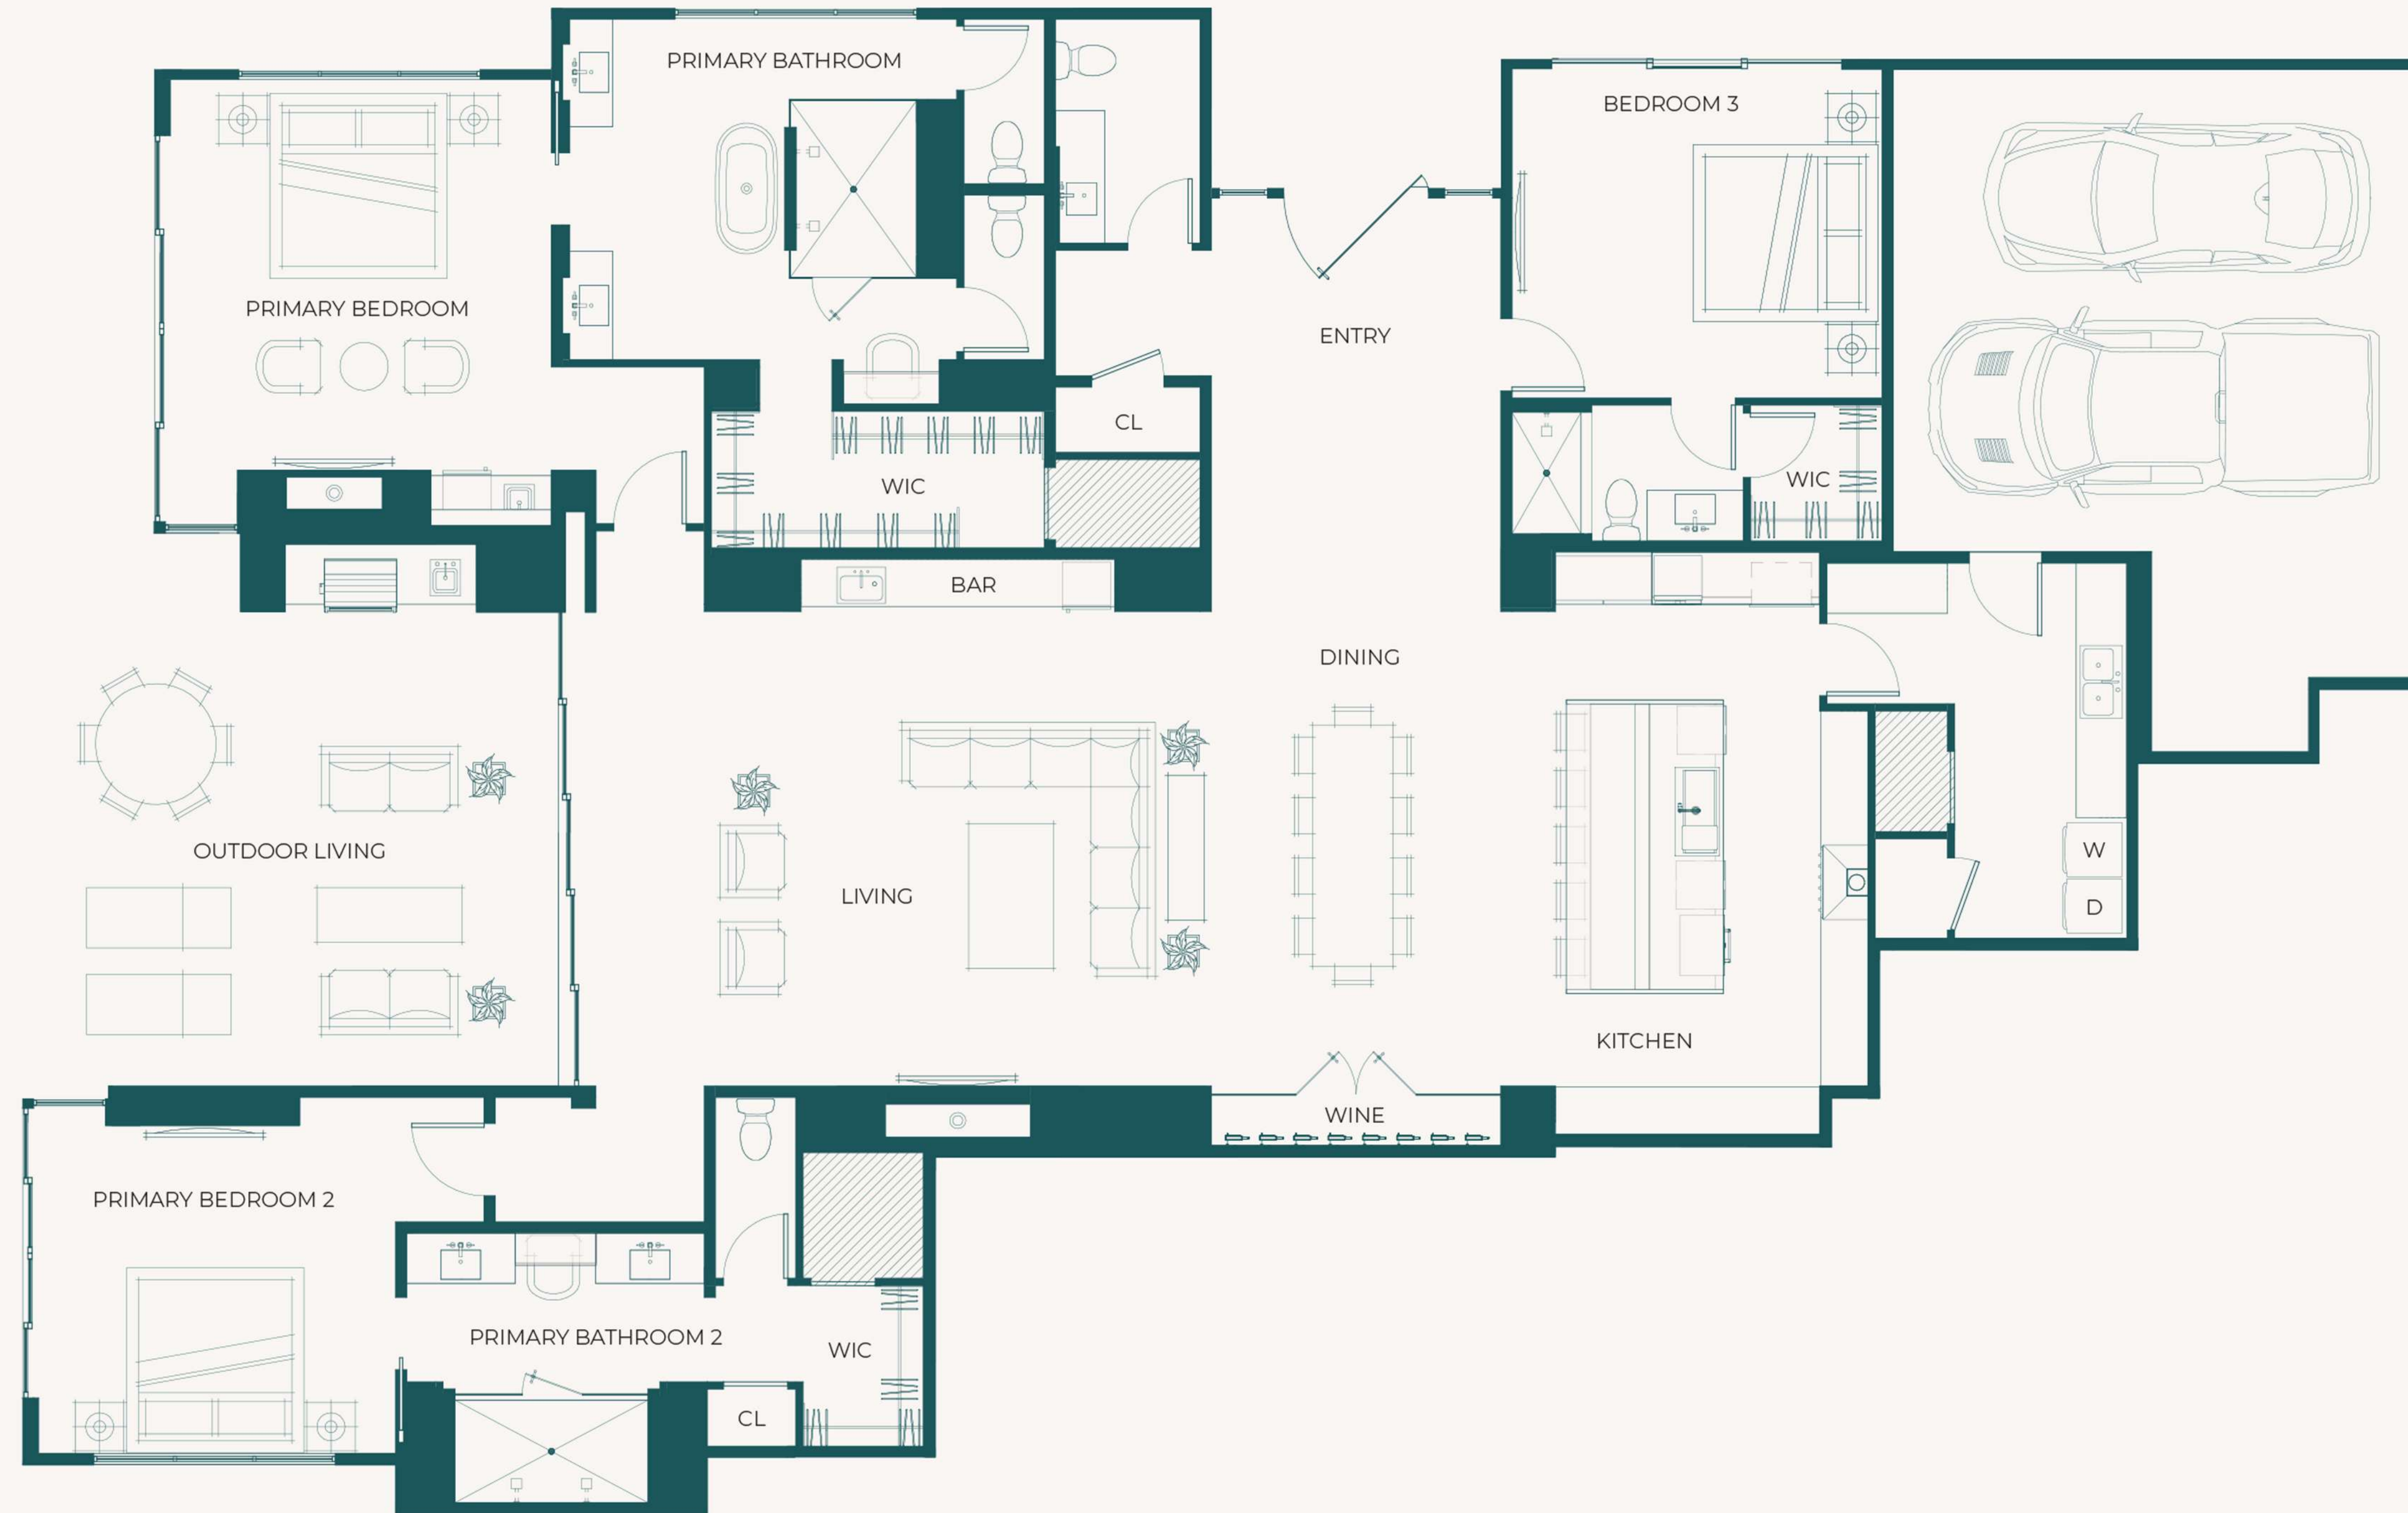 PRIMARY BATHROOM
BEDROOM 3
PRIMARY BEDROOM
ENTRY
CL
WIC
WIC
BAR
DINING
OUTDOOR LIVING
W
LIVING
D
KITCHEN
WINE
PRIMARY BEDROOM 2
PRIMARY BATHROOM 2
WIC
CL